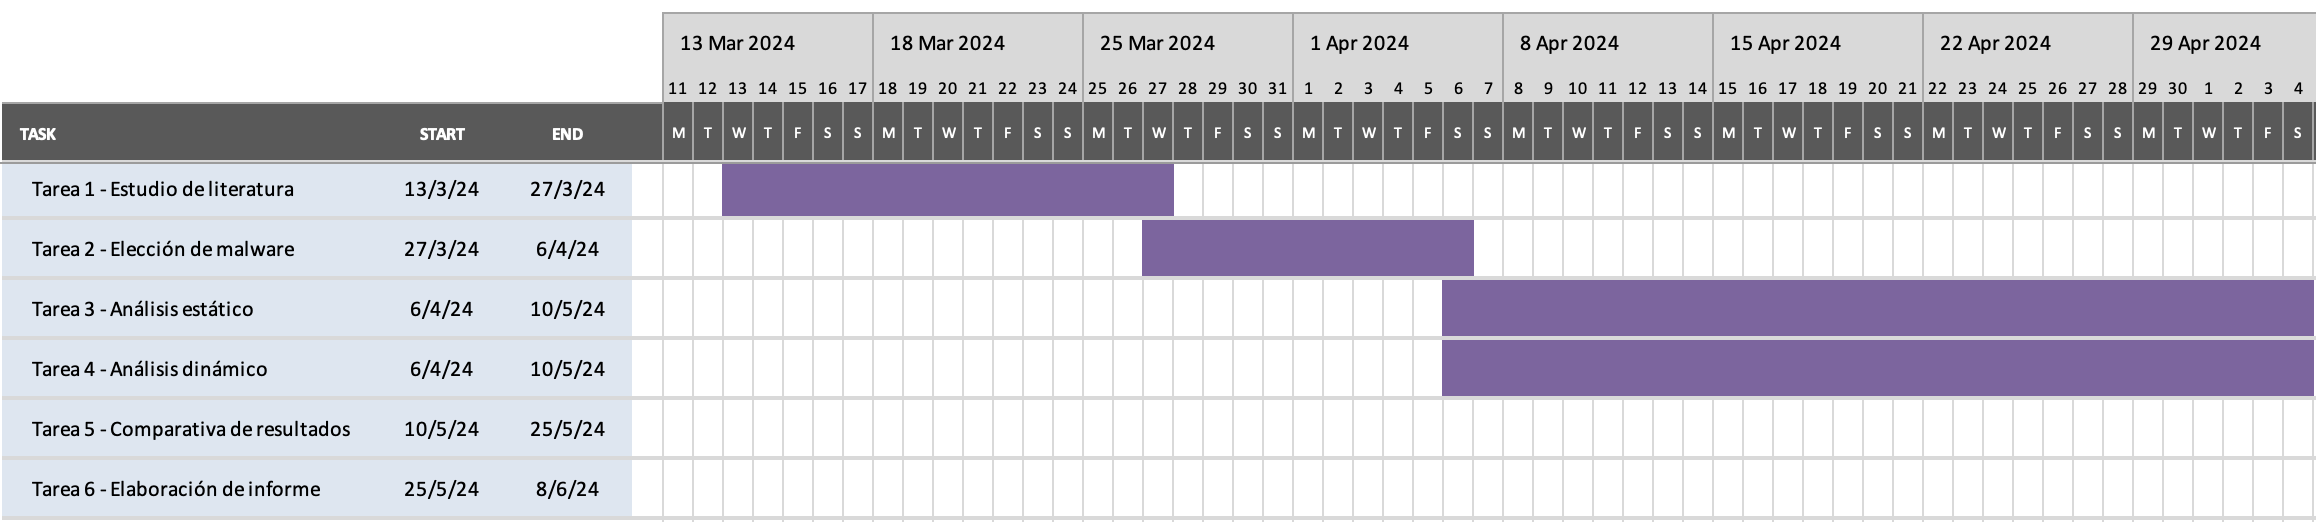 13 Mar 2024 18 Mar 2024 25 Mar 2024 1 Apr 2024 8 Apr 2024 15 Apr 2024 22 Apr 2024 29 Apr 2024
11 12 13 14 15 16 17 18 19 20 21 22 23 24 25 26 27 28 29 30 31 1 2 3 4 5 6 7 8 9 10 11 12 13 14 15 16 17 18 19 20 21 22 23 24 25 26 27 28 29 30 1 2 3 4
TASK START END M T W T F S S M T W T F S S M T W T F S S M T W T F S S M T W T F S S M T W T F S S M T W T F S S M T W T F S
Tarea 1 - Estudio de literatura 13/3/24 27/3/24
Tarea 2 - Elección de malware 27/3/24 6/4/24
Tarea 3 - Análisis estático 6/4/24 10/5/24
Tarea 4 - Análisis dinámico 6/4/24 10/5/24
Tarea 5 - Comparativa de resultados 10/5/24 25/5/24
Tarea 6 - Elaboración de informe 25/5/24 8/6/24